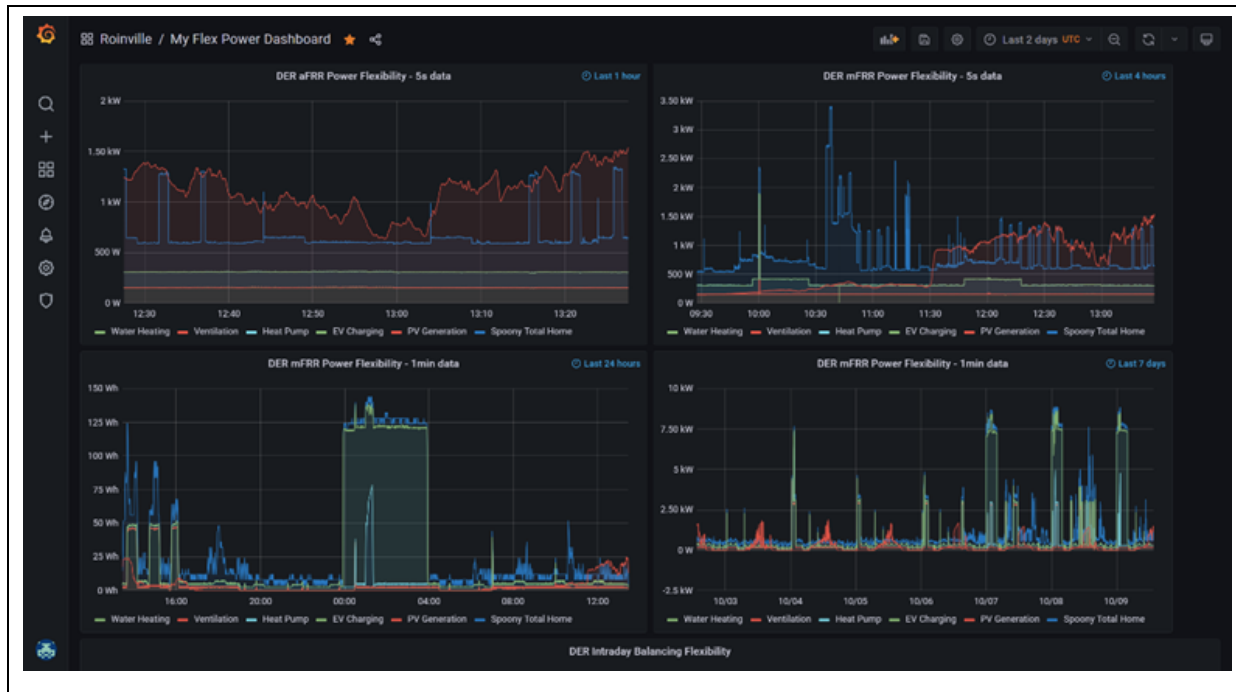 Roinville / My Flex Power Dashboard
Last 2 days UTC
DER aFRR Power Flexibility - 5s data
Last 1 hour
2 kW
1.50 kW
1 kW
500 W
0 W
12:30 12:40 12:50 13:00 13:10 13:20
Water Heating Ventilation Heat Pump EV Charging PV Generation Spoony Total Home
DER mFRR Power Flexibility - 5s data
Last 4 hours
3.50 kW
3 kW
2.50 kW
2 kW
1.50 kW
1 kW
500 W
0 W
09:30 10:00 10:30 11:00 11:30 12:00 12:30 13:00
Water Heating Ventilation Heat Pump EV Charging PV Generation Spoony Total Home
DER mFRR Power Flexibility - 1min data
Last 24 hours
150 Wh
125 Wh
100 Wh
75 Wh
50 Wh
25 Wh
0 Wh
16:00 20:00 00:00 04:00 08:00 12:00
Water Heating Ventilation Heat Pump EV Charging PV Generation Spoony Total Home
DER mFRR Power Flexibility - 1min data
Last 7 days
10 kW
7.50 kW
5 kW
2.50 kW
0 W
-2.5 kW
10/03 10/04 10/05 10/06 10/07 10/08 10/09
Water Heating Ventilation Heat Pump EV Charging PV Generation Spoony Total Home
DER Intraday Balancing Flexibility